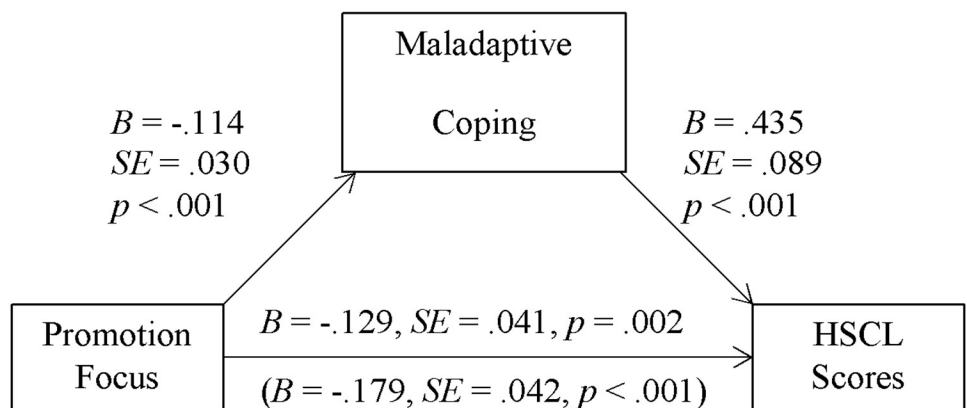 Maladaptive
Coping
B = -.114
SE = .030
p < .001
B = .435
SE = .089
p < .001
Promotion
Focus
B = -.129, SE = .041, p = .002
(B = -.179, SE = .042, p < .001)
HSCL
Scores